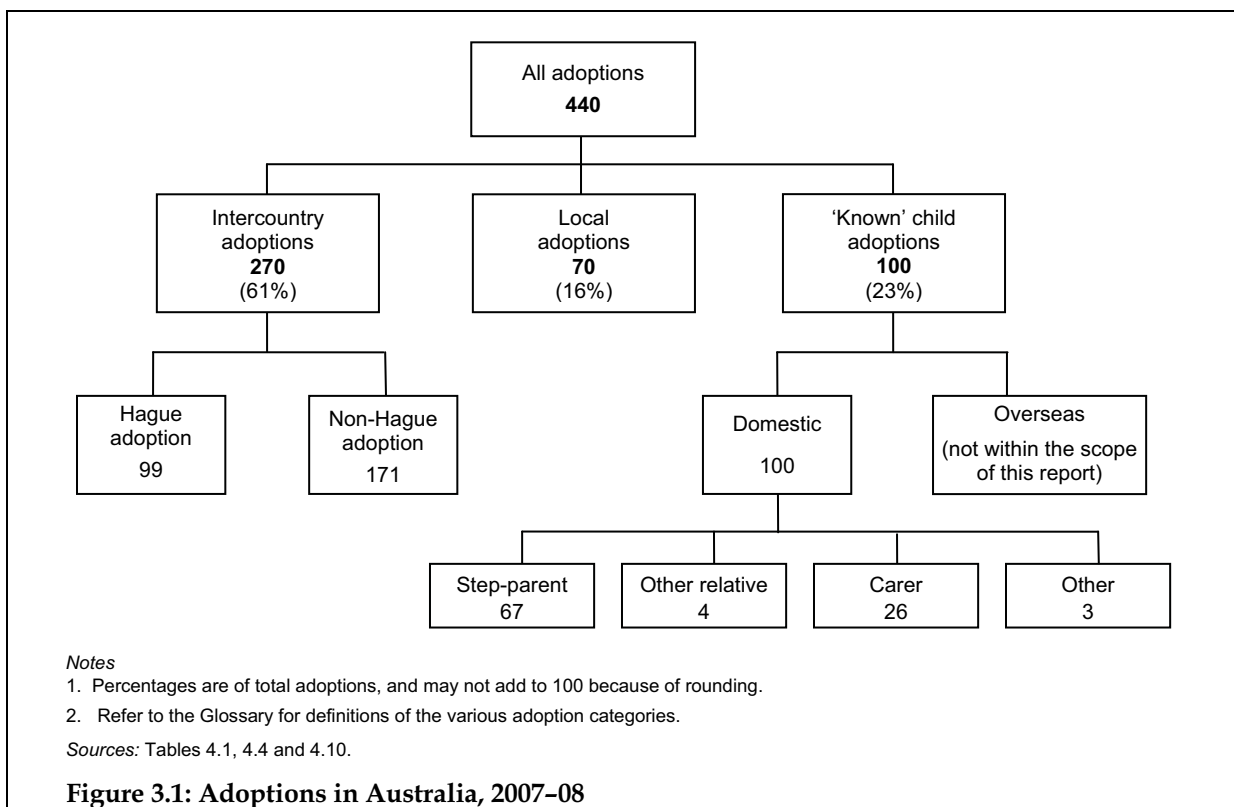 All adoptions
440
Intercountry
adoptions
270
(61%)
Local
adoptions
70
(16%)
‘Known’ child
adoptions
100
(23%)
Hague
adoption
99
Non-Hague
adoption
171
Domestic
100
Overseas
(not within the scope
of this report)
Step-parent
67
Other relative
4
Carer
26
Other
3
Notes
1. Percentages are of total adoptions, and may not add to 100 because of rounding.
2. Refer to the Glossary for definitions of the various adoption categories.
Sources: Tables 4.1, 4.4 and 4.10.
Figure 3.1: Adoptions in Australia, 2007–08